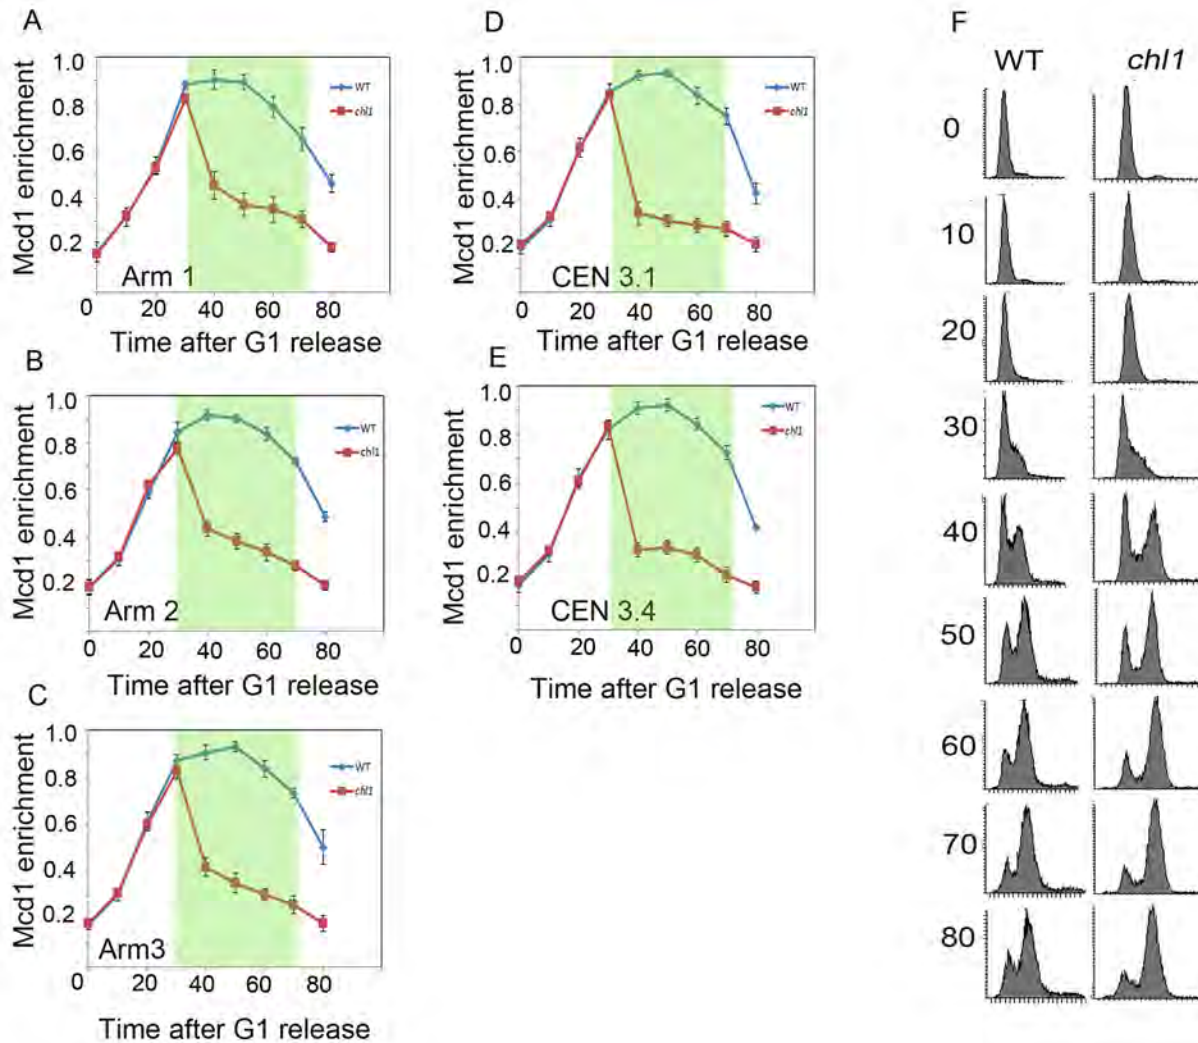 A
Mcd1 enrichment
1.0
0.8
0.6
0.4
0.2
WT
chl1
Arm 1
0 20 40 60 80
Time after G1 release
B
Mcd1 enrichment
1.0
0.8
0.6
0.4
0.2
WT
chl1
Arm 2
0 20 40 60 80
Time after G1 release
C
Mcd1 enrichment
1.0
0.8
0.6
0.4
0.2
WT
chl1
Arm3
0 20 40 60 80
Time after G1 release
D
Mcd1 enrichment
1.0
0.8
0.6
0.4
0.2
WT
chl1
CEN 3.1
0 20 40 60 80
Time after G1 release
E
Mcd1 enrichment
1.0
0.8
0.6
0.4
0.2
WT
chl1
CEN 3.4
0 20 40 60 80
Time after G1 release
F
WT chl1
0
10
20
30
40
50
60
70
80